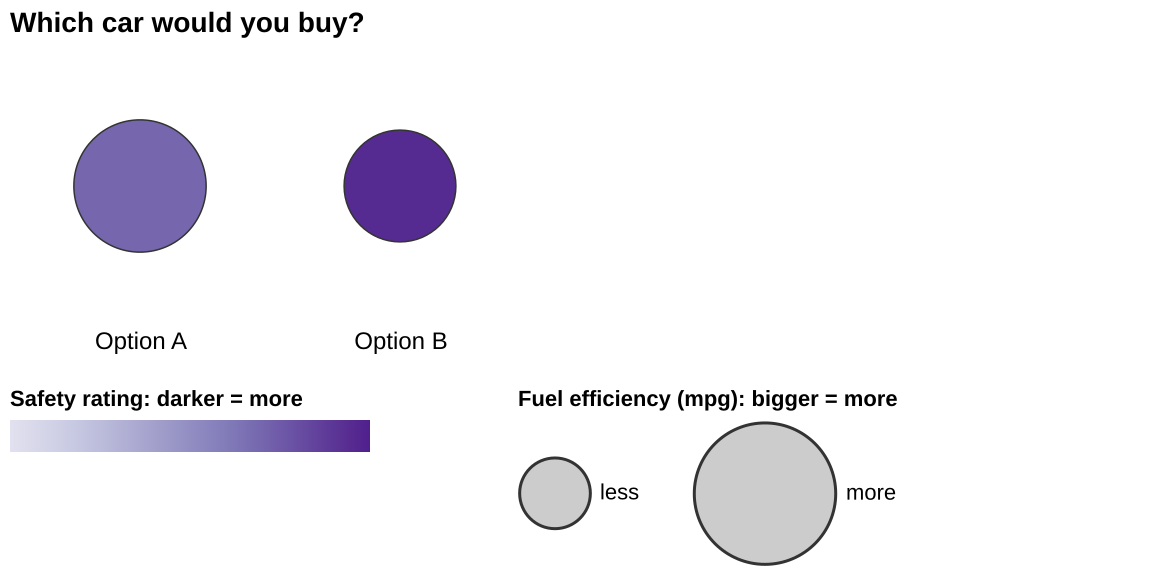 Which car would you buy?
Option A
Option B
Safety rating: darker = more
Fuel efficiency (mpg): bigger = more
less
more